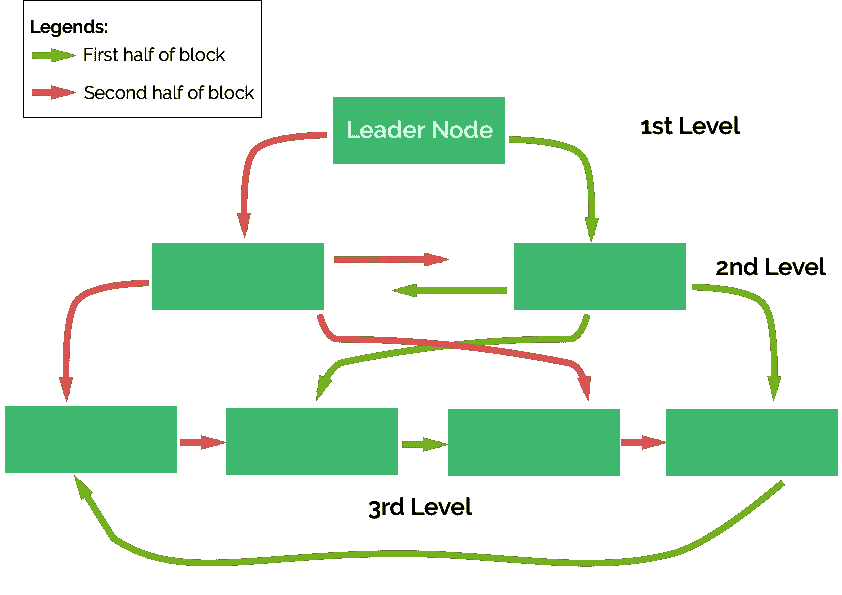 Legends:
First half of block
Second half of block
Leader Node
1st Level
2nd Level
3rd Level